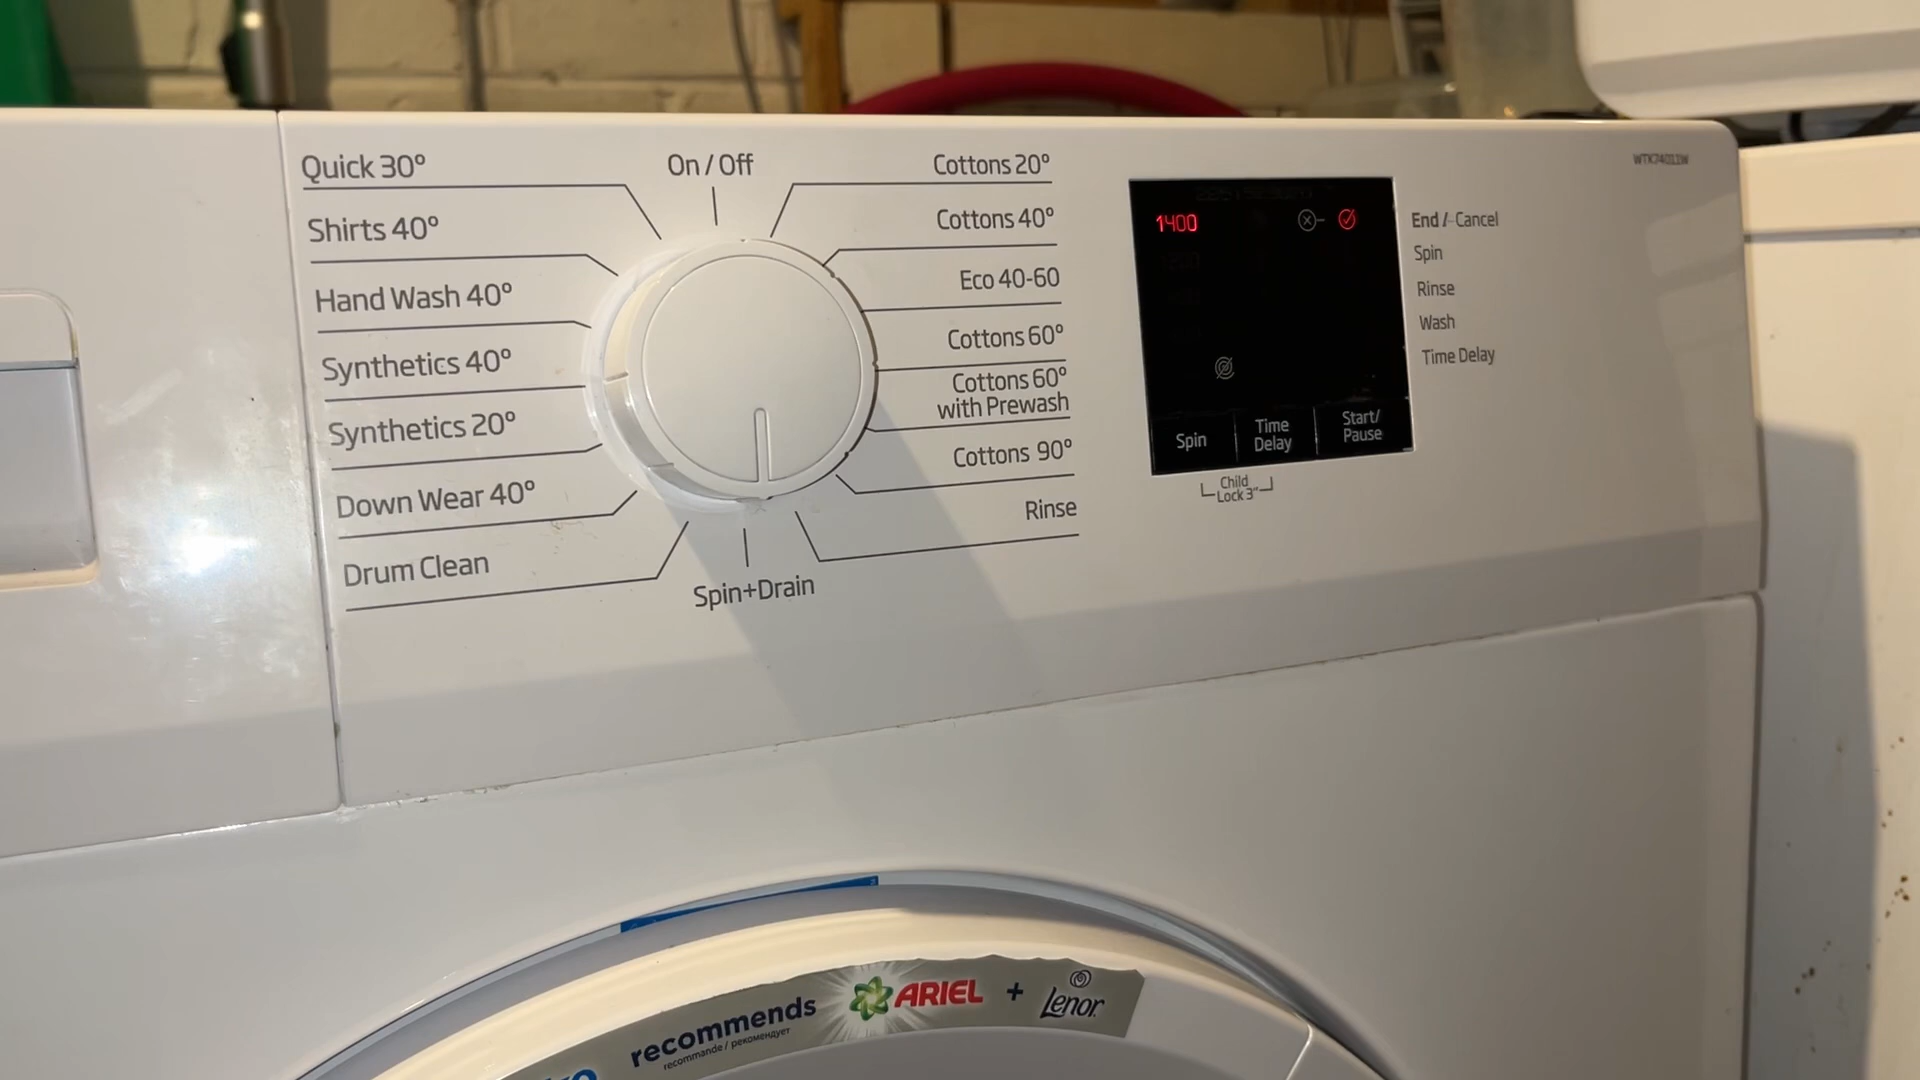 Quick 30°
Shirts 40°
Hand Wash 40°
Synthetics 40°
Synthetics 20°
Down Wear 40°
Drum Clean
On / Off
Spin+Drain
Cottons 20°
Cottons 40°
Eco 40-60
Cottons 60°
Cottons 60°
with Prewash
Cottons 90°
Rinse
1400
Spin
Time
Delay
Start/
Pause
Child
Lock 3"
End / Cancel
Spin
Rinse
Wash
Time Delay
recommends
recommande / рекомендует
ARIEL + Lenor